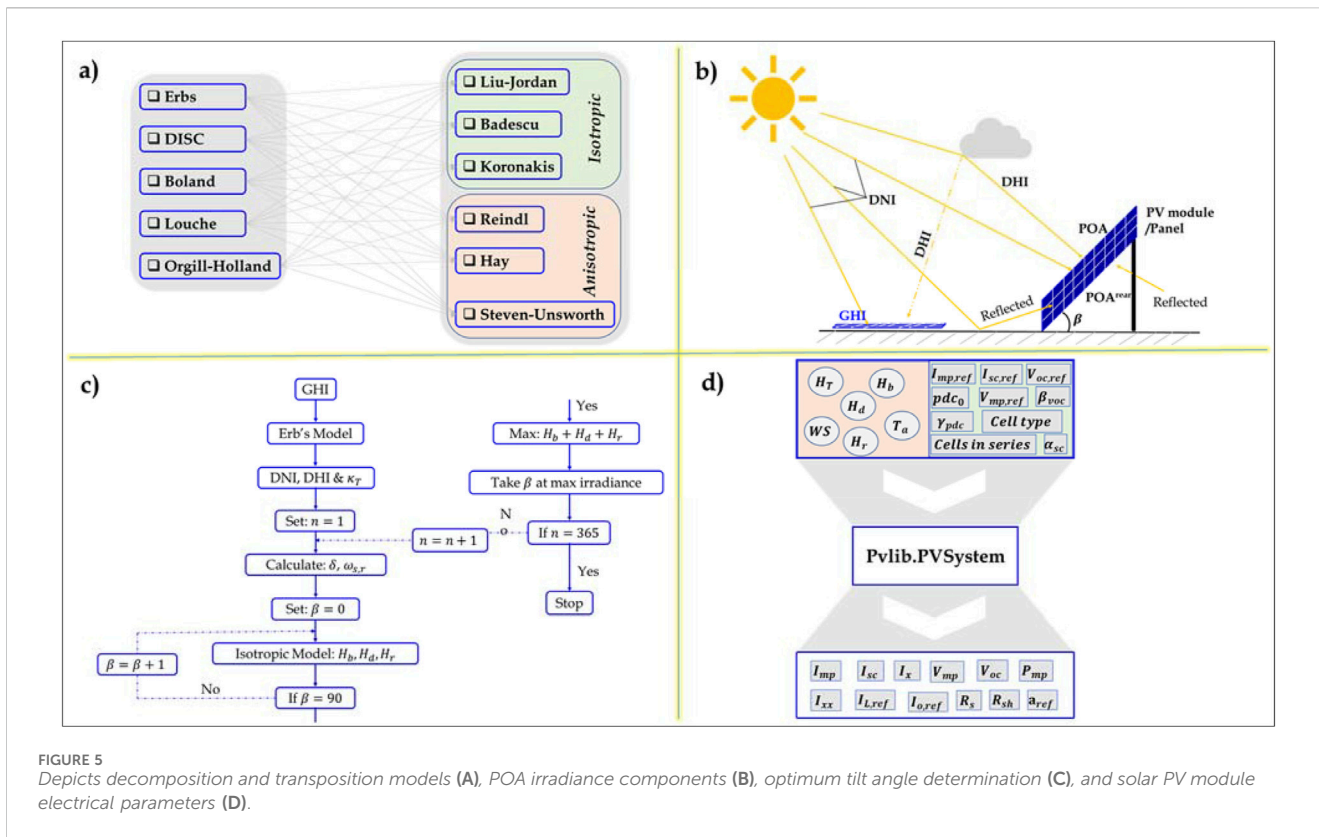 a)
❑ Erbs
❑ DISC
❑ Boland
❑ Louche
❑ Orgill-Holland
❑ Liu-Jordan
❑ Badescu
❑ Koronakis
Isotropic
❑ Reindl
❑ Hay
❑ Steven-Unsworth
Anisotropic
b)
DNI
DHI
DHI
POA
PV module
/Panel
GHI
Reflected
β
POA^rear
Reflected
c)
GHI
Erb's Model
DNI, DHI & κ_T
Set: n = 1
Calculate: δ, ω_s,r
Set: β = 0
Isotropic Model: H_b, H_d, H_r
β = β + 1
No
If β = 90
Yes
Max: H_b + H_d + H_r
Take β at max irradiance
N
o
n = n + 1
If n = 365
Yes
Stop
d)
H_T
H_b
H_d
WS
H_r
T_a
I_mp,ref I_sc,ref V_oc,ref
pdc_0 V_mp,ref β_voc
γ_pdc Cell type
Cells in series α_sc
Pvlib.PVSystem
I_mp I_sc I_x V_mp V_oc P_mp
I_xx I_L,ref I_o,ref R_s R_sh a_ref
FIGURE 5
Depicts decomposition and transposition models (A), POA irradiance components (B), optimum tilt angle determination (C), and solar PV module
electrical parameters (D).